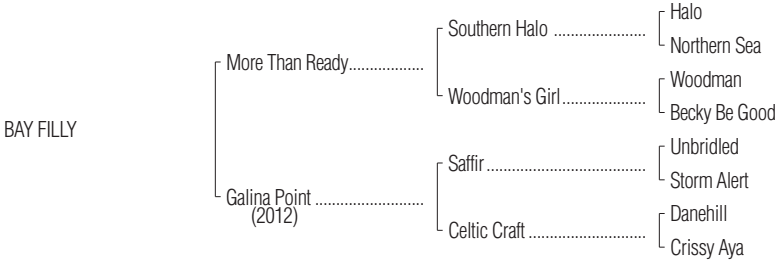 Halo
Southern Halo .......................
Northern Sea
More Than Ready..................
Woodman
Woodman's Girl.....................
Becky Be Good
BAY FILLY
Unbridled
Saffir ........................................
Storm Alert
Galina Point ..........................
(2012)
Danehill
Celtic Craft .............................
Crissy Aya